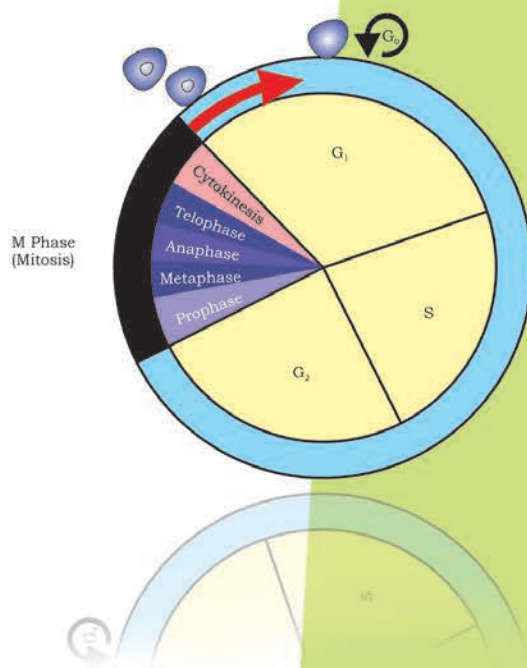 G₀
G₁
Cytokinesis
Telophase
Anaphase
Metaphase
Prophase
M Phase
(Mitosis)
S
G₂
S